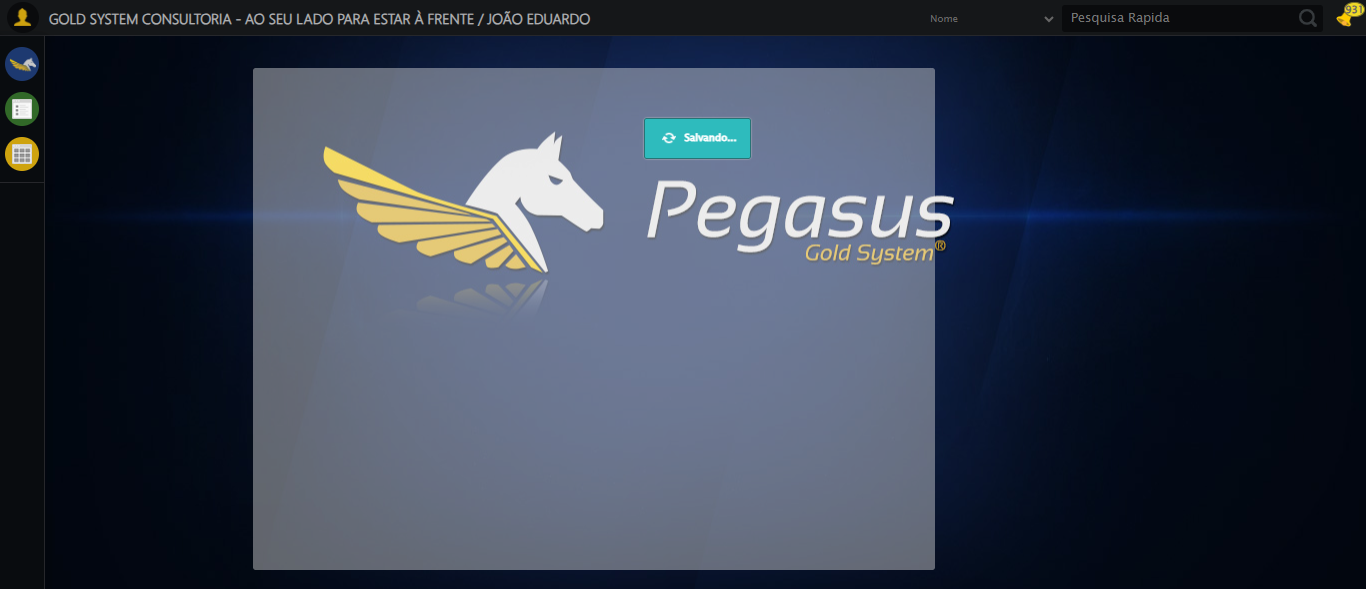 GOLD SYSTEM CONSULTORIA - AO SEU LADO PARA ESTAR À FRENTE / JOÃO EDUARDO
Nome
Pesquisa Rapida
931
Salvando...
Pegasus
Gold System®